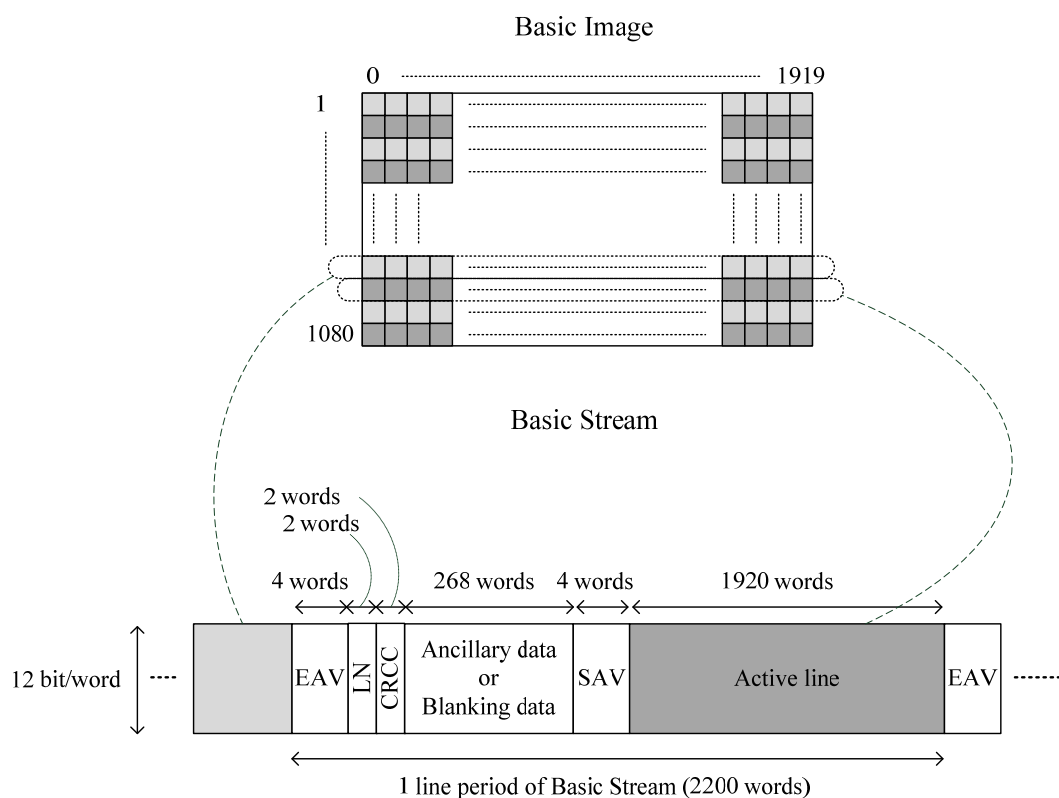 Basic Image
0 1919
1
1080
Basic Stream
2 words
2 words
4 words 268 words 4 words 1920 words
12 bit/word
EAV LN CRCC Ancillary data or Blanking data SAV Active line EAV
1 line period of Basic Stream (2200 words)